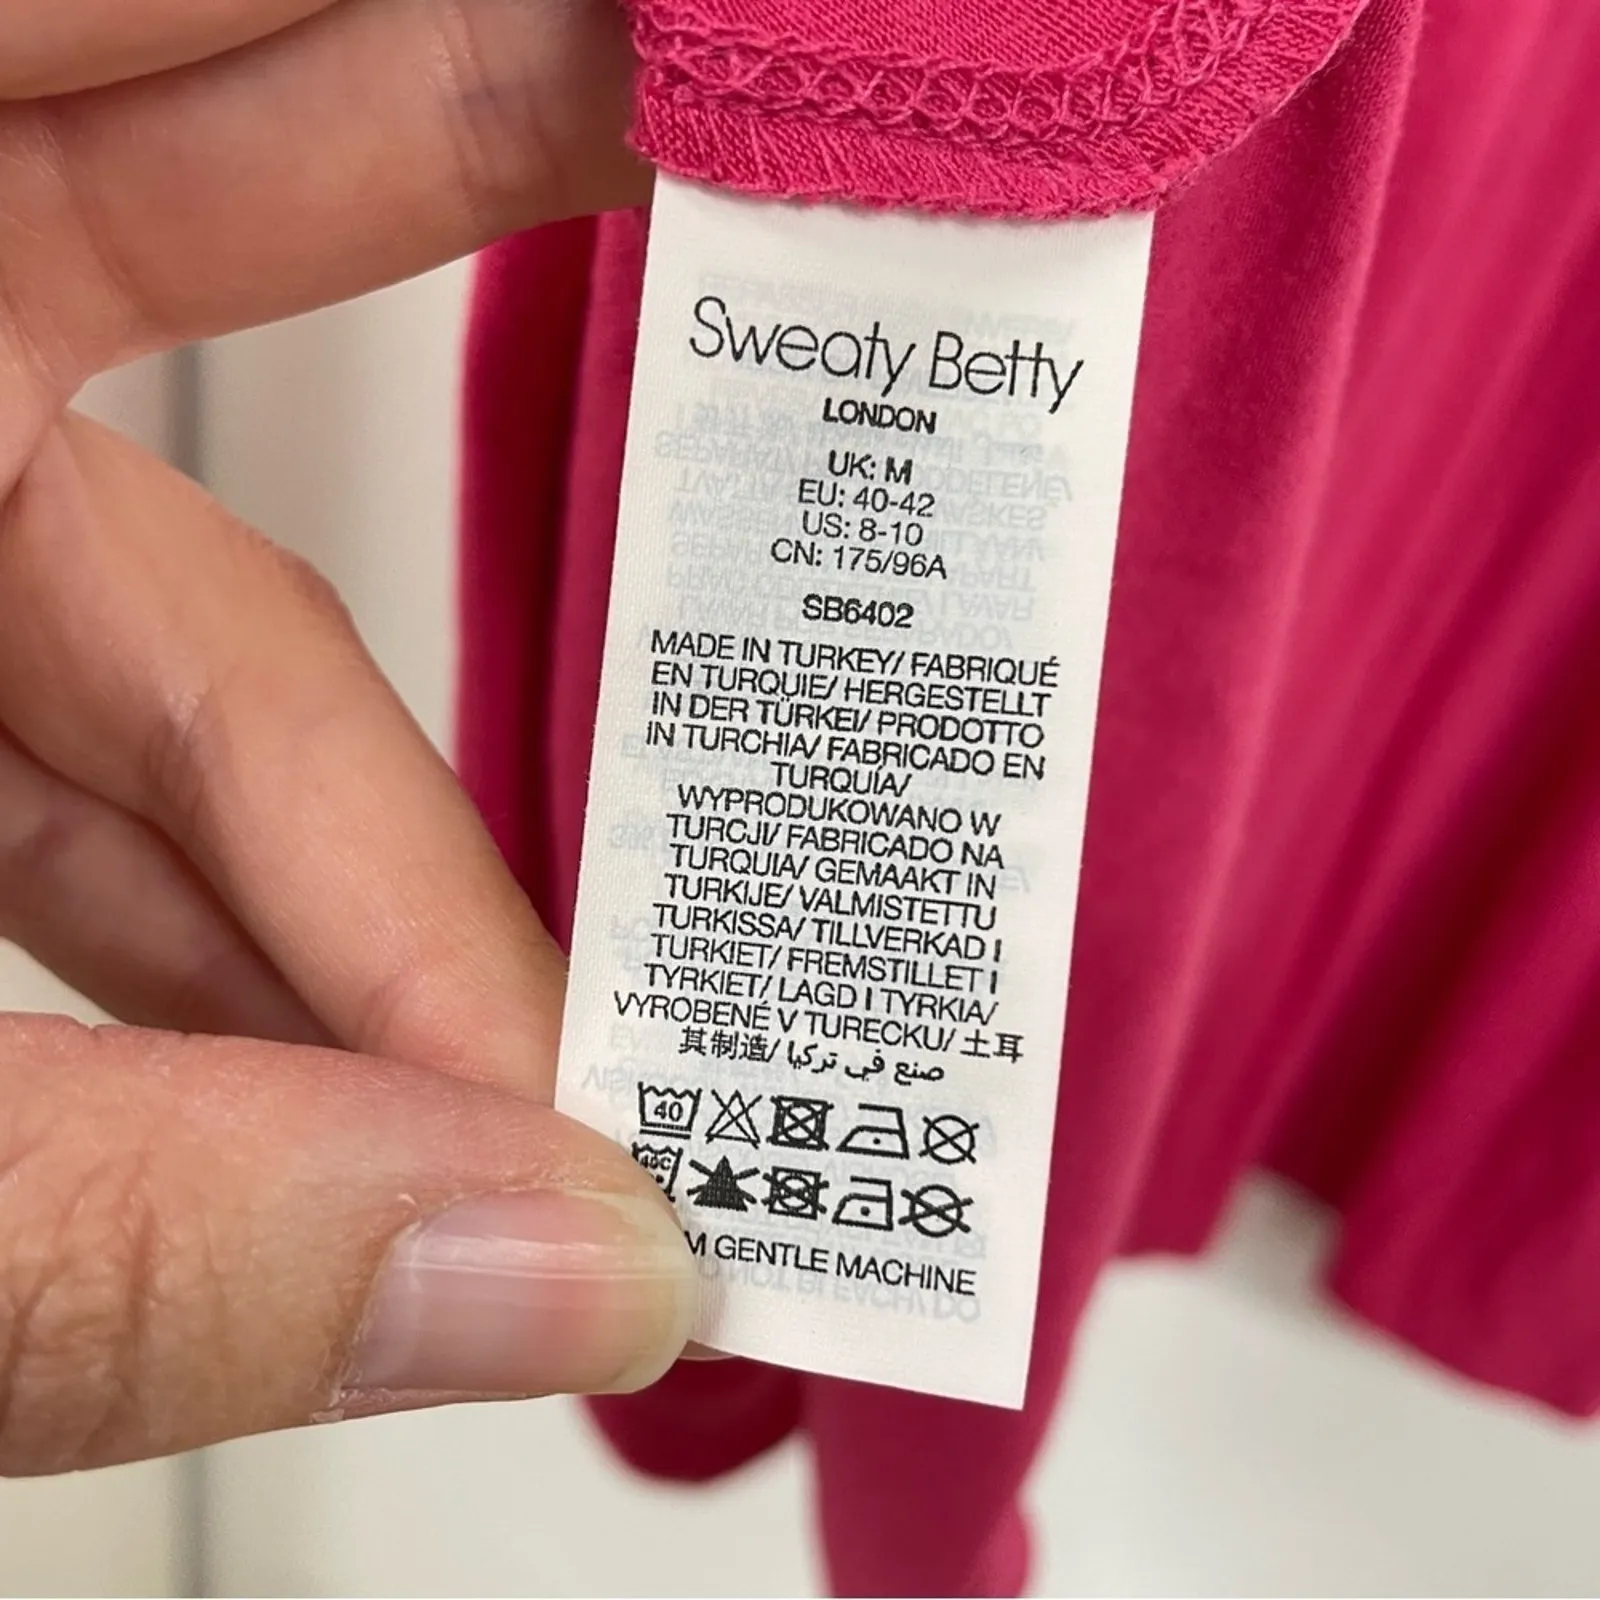 Sweaty Betty
LONDON
UK: M
EU: 40-42
US: 8-10
CN: 175/96A
SB6402
MADE IN TURKEY/ FABRIQUÉ
EN TURQUIE/ HERGESTELLT
IN DER TÜRKEI/ PRODOTTO
IN TURCHIA/ FABRICADO EN
TURQUÍA/
WYPRODUKOWANO W
TURCJI/ FABRICADO NA
TURQUIA/ GEMAAKT IN
TURKIJE/ VALMISTETTU
TURKISSA/ TILLVERKAD I
TURKIET/ FREMSTILLET I
TYRKIET/ LAGD I TYRKIA/
VYROBENÉ V TURECKU/ 土耳
其制造/ صنع في تركيا
40
40C
GENTLE MACHINE